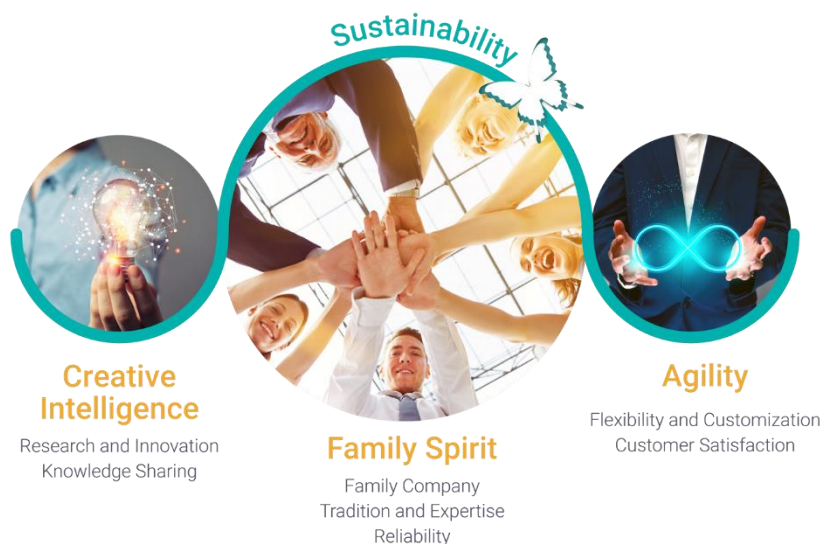 Sustainability
Creative
Intelligence
Research and Innovation
Knowledge Sharing
Family Spirit
Family Company
Tradition and Expertise
Reliability
Agility
Flexibility and Customization
Customer Satisfaction